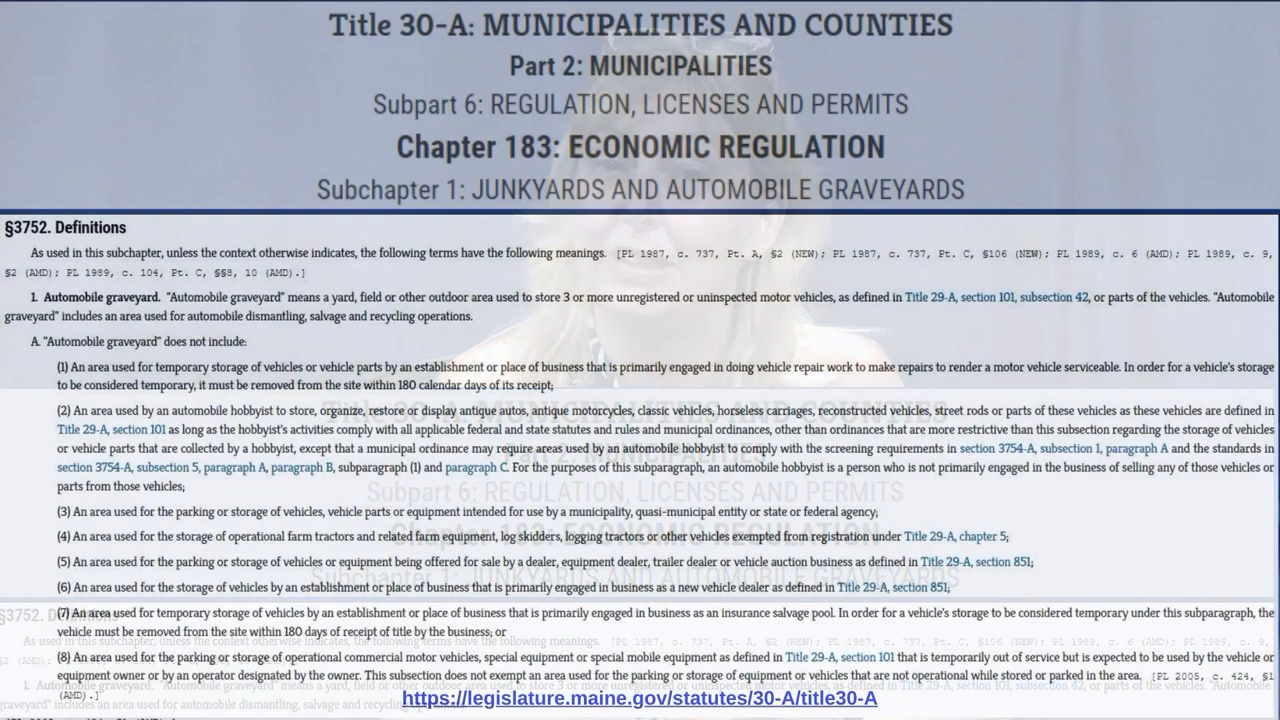 Title 30-A: MUNICIPALITIES AND COUNTIES
Part 2: MUNICIPALITIES
Subpart 6: REGULATION, LICENSES AND PERMITS
Chapter 183: ECONOMIC REGULATION
Subchapter 1: JUNKYARDS AND AUTOMOBILE GRAVEYARDS
§3752. Definitions
As used in this subchapter, unless the context otherwise indicates, the following terms have the following meanings. [PL 1987, c. 737, Pt. A, §2 (NEW); PL 1987, c. 737, Pt. C, §106 (NEW); PL 1989, c. 6 (AMD); PL 1989, c. 9,
§2 (AMD); PL 1989, c. 104, Pt. C, §§8, 10 (AMD).]
1. Automobile graveyard. "Automobile graveyard" means a yard, field or other outdoor area used to store 3 or more unregistered or uninspected motor vehicles, as defined in Title 29-A, section 101, subsection 42, or parts of the vehicles. "Automobile
graveyard" includes an area used for automobile dismantling, salvage and recycling operations.
A. "Automobile graveyard" does not include:
(1) An area used for temporary storage of vehicles or vehicle parts by an establishment or place of business that is primarily engaged in doing vehicle repair work to make repairs to render a motor vehicle serviceable. In order for a vehicle's storage
to be considered temporary, it must be removed from the site within 180 calendar days of its receipt;
(2) An area used by an automobile hobbyist to store, organize, restore or display antique autos, antique motorcycles, classic vehicles, horseless carriages, reconstructed vehicles, street rods or parts of these vehicles as these vehicles are defined in
Title 29-A, section 101 as long as the hobbyist's activities comply with all applicable federal and state statutes and rules and municipal ordinances, other than ordinances that are more restrictive than this subsection regarding the storage of vehicles
or vehicle parts that are collected by a hobbyist, except that a municipal ordinance may require areas used by an automobile hobbyist to comply with the screening requirements in section 3754-A, subsection 1, paragraph A and the standards in
section 3754-A, subsection 5, paragraph A, paragraph B, subparagraph (1) and paragraph C. For the purposes of this subparagraph, an automobile hobbyist is a person who is not primarily engaged in the business of selling any of those vehicles or
parts from those vehicles;
(3) An area used for the parking or storage of vehicles, vehicle parts or equipment intended for use by a municipality, quasi-municipal entity or state or federal agency;
(4) An area used for the storage of operational farm tractors and related farm equipment, log skidders, logging tractors or other vehicles exempted from registration under Title 29-A, chapter 5;
(5) An area used for the parking or storage of vehicles or equipment being offered for sale by a dealer, equipment dealer, trailer dealer or vehicle auction business as defined in Title 29-A, section 851;
(6) An area used for the storage of vehicles by an establishment or place of business that is primarily engaged in business as a new vehicle dealer as defined in Title 29-A, section 851;
(7) An area used for temporary storage of vehicles by an establishment or place of business that is primarily engaged in business as an insurance salvage pool. In order for a vehicle's storage to be considered temporary under this subparagraph, the
vehicle must be removed from the site within 180 days of receipt of title by the business; or
(8) An area used for the parking or storage of operational commercial motor vehicles, special equipment or special mobile equipment as defined in Title 29-A, section 101 that is temporarily out of service but is expected to be used by the vehicle or
equipment owner or by an operator designated by the owner. This subsection does not exempt an area used for the parking or storage of equipment or vehicles that are not operational while stored or parked in the area. [PL 2005, c. 424, §1
(AMD).]
https://legislature.maine.gov/statutes/30-A/title30-A